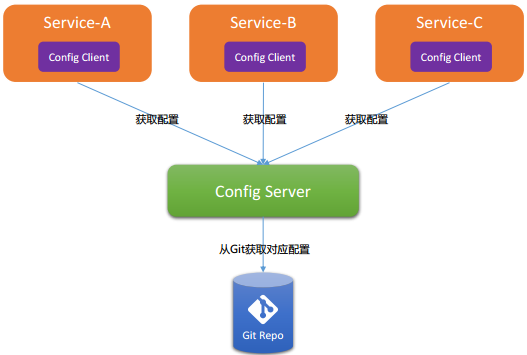 Service-A
Service-B
Service-C
Config Client
Config Client
Config Client
获取配置
获取配置
获取配置
Config Server
从Git获取对应配置
Git Repo